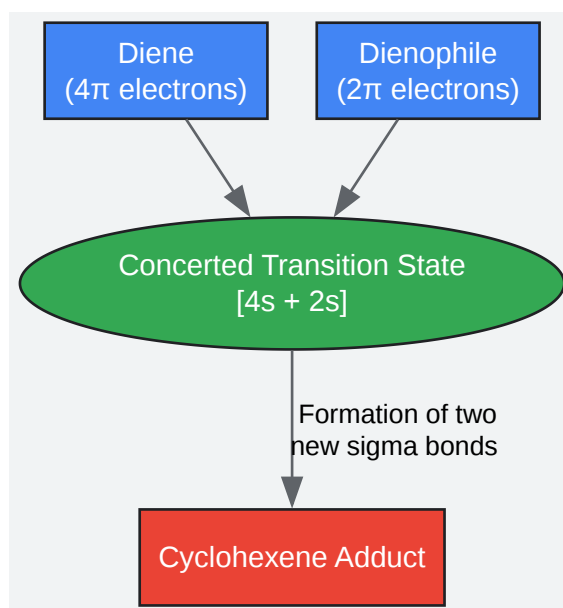 Diene
(4π electrons)
Dienophile
(2π electrons)
Concerted Transition State
[4s + 2s]
Formation of two
new sigma bonds
Cyclohexene Adduct